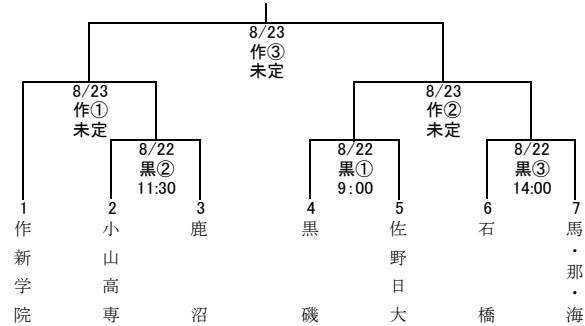 8/23
作③
未定
8/23
作①
未定
8/23
作②
未定
8/22
黒②
11:30
8/22
黒①
9:00
8/22
黒③
14:00
1 2 3 4 5 6 7
作新学院
小山高専
鹿沼
黒磯
佐野日大
石橋
馬・那・海